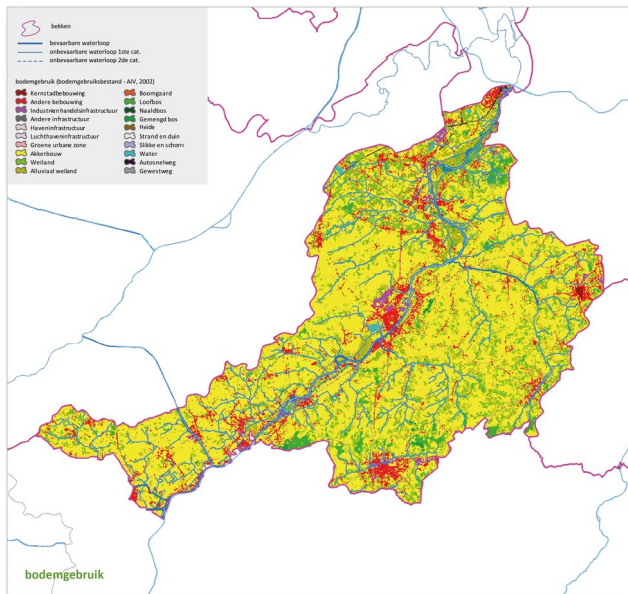 bekken
bevaarbare waterloop
onbevaarbare waterloop 1ste cat.
onbevaarbare waterloop 2de cat.
bodemgebruik (bodemgebruiksbestand - AIV, 2002)
Kernstadbebouwing
Andere bebouwing
Industrie en handelsinfrastructuur
Andere infrastructuur
Haveninfrastructuur
Luchthaveninfrastructuur
Groene urbane zone
Akkerbouw
Weiland
Alluviaal weiland
Boomgaard
Loofbos
Naaldbos
Gemengd bos
Heide
Strand en duin
Slikke en schorre
Water
Autosnelweg
Gewestweg
bodemgebruik